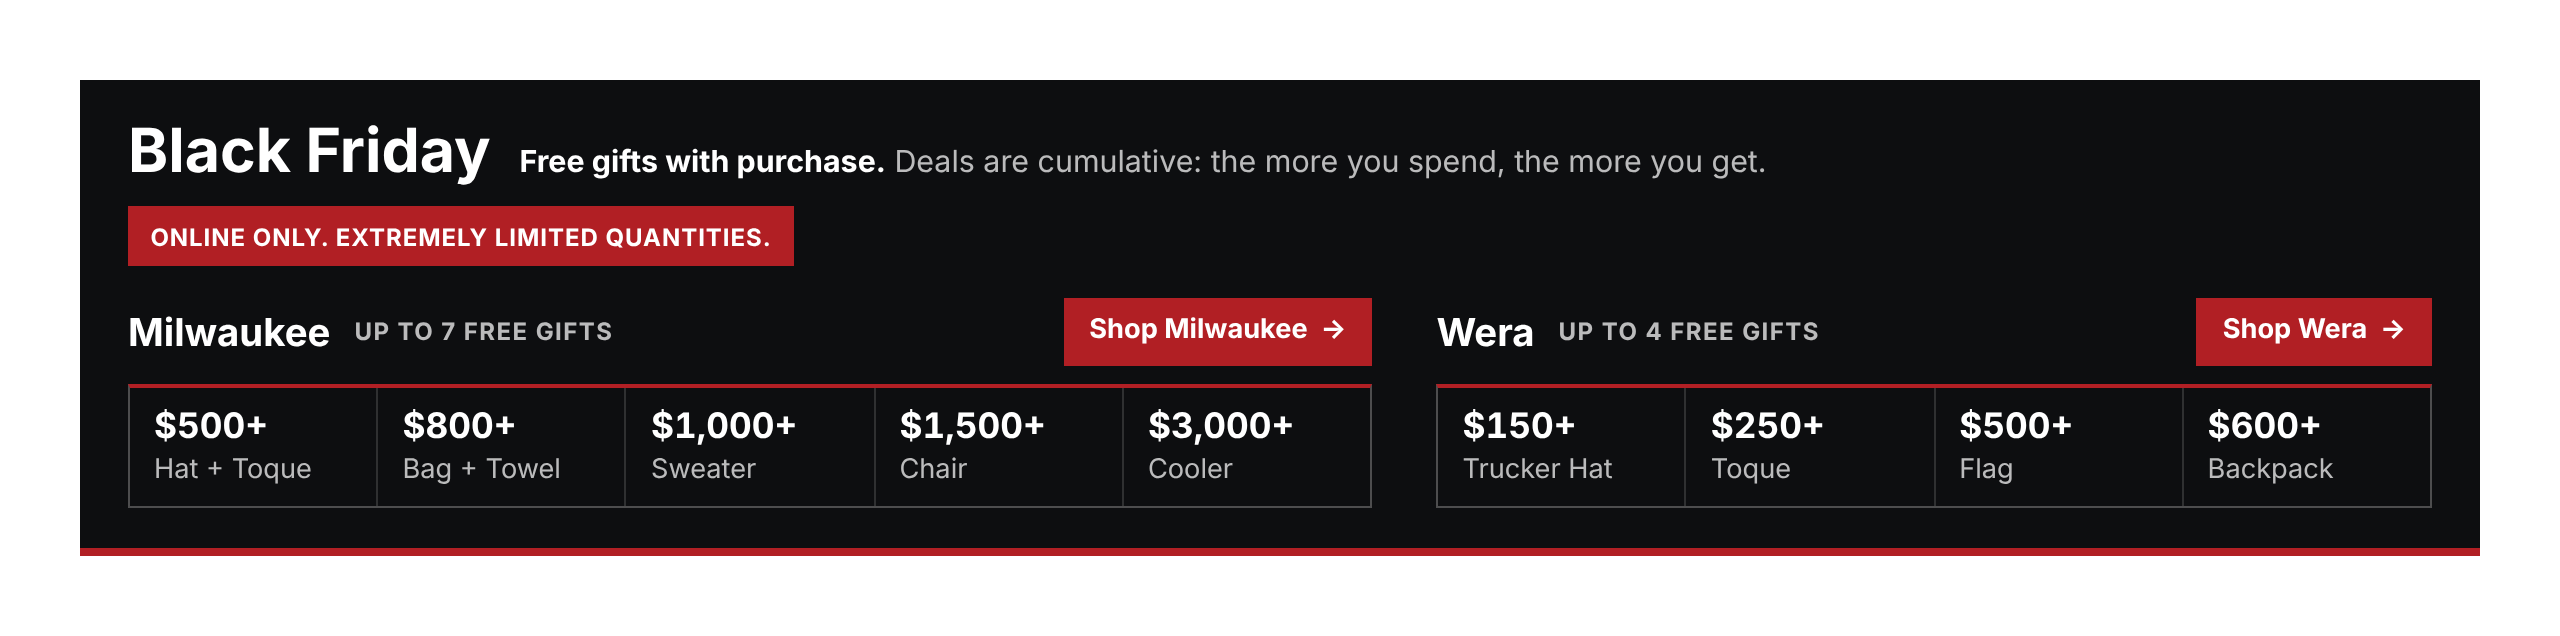 Black Friday Free gifts with purchase. Deals are cumulative: the more you spend, the more you get.
ONLINE ONLY. EXTREMELY LIMITED QUANTITIES.
Milwaukee UP TO 7 FREE GIFTS
Shop Milwaukee →
$500+
Hat + Toque
$800+
Bag + Towel
$1,000+
Sweater
$1,500+
Chair
$3,000+
Cooler
Wera UP TO 4 FREE GIFTS
Shop Wera →
$150+
Trucker Hat
$250+
Toque
$500+
Flag
$600+
Backpack